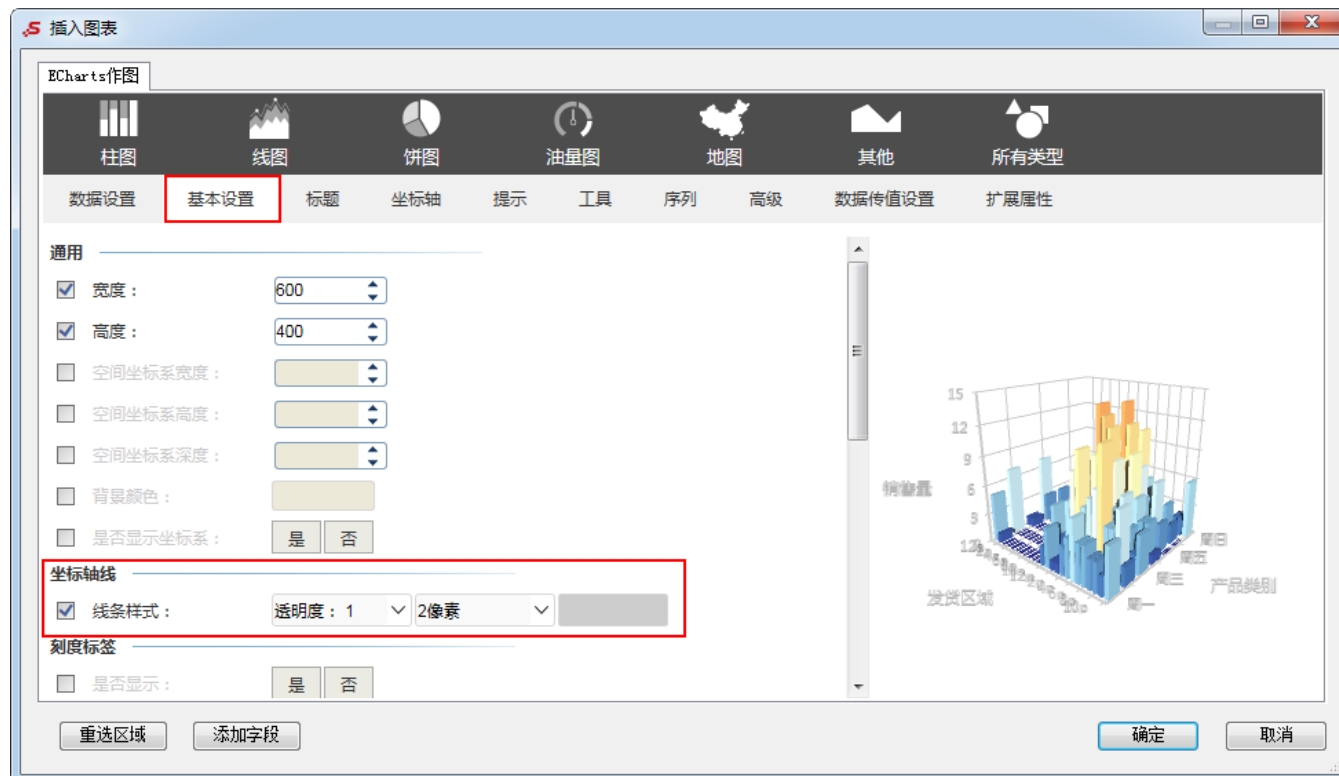 插入图表
ECharts作图
柱图 线图 饼图 油量图 地图 其他 所有类型
数据设置 基本设置 标题 坐标轴 提示 工具 序列 高级 数据传值设置 扩展属性
通用
宽度： 600
高度： 400
空间坐标系宽度：
空间坐标系高度：
空间坐标系深度：
背景颜色：
是否显示坐标系： 是 否
坐标轴线
线条样式： 透明度：1 2像素
刻度标签
是否显示： 是 否
15
12
9
销售量 6
3
周日
周五
周三 产品类别
发货区域 周一
重选区域 添加字段 确定 取消